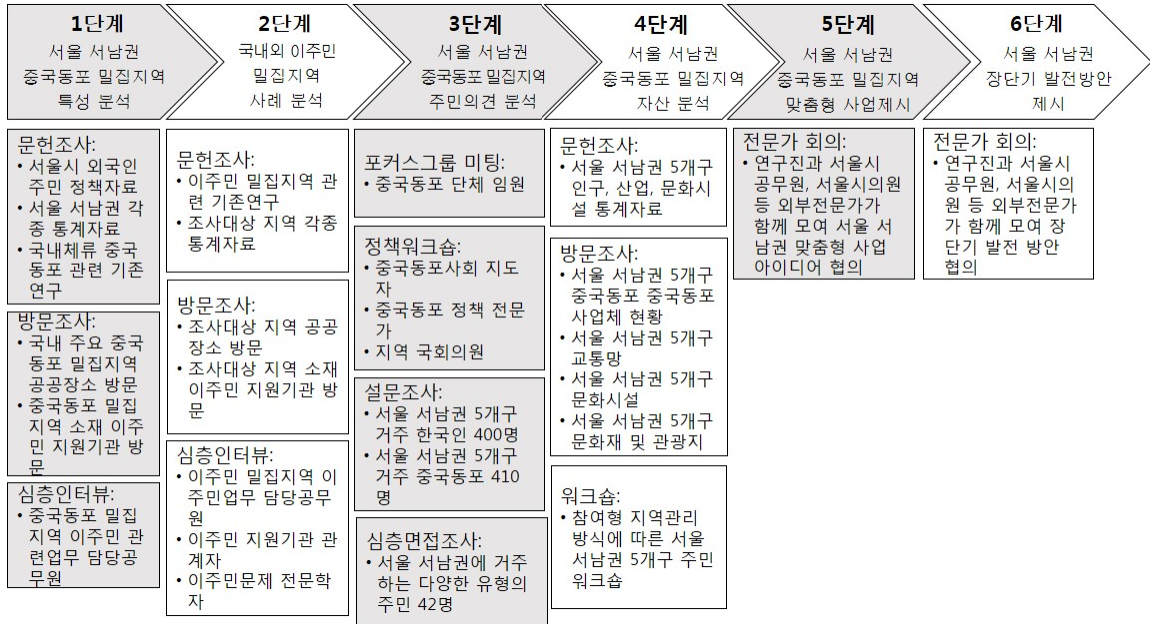 1단계
서울 서남권
중국동포 밀집지역
특성 분석
2단계
국내외 이주민
밀집지역
사례 분석
3단계
서울 서남권
중국동포 밀집지역
주민의견 분석
4단계
서울 서남권
중국동포 밀집지역
자산 분석
5단계
서울 서남권
중국동포 밀집지역
맞춤형 사업제시
6단계
서울 서남권
장단기 발전방안
제시
문헌조사:
• 서울시 외국인
주민 정책자료
• 서울 서남권 각
종 통계자료
• 국내체류 중국
동포 관련 기존
연구
방문조사:
• 국내 주요 중국
동포 밀집지역
공공장소 방문
• 중국동포 밀집
지역 소재 이주
민 지원기관 방
문
심층인터뷰:
• 중국동포 밀집
지역 이주민 관
련업무 담당공
무원
문헌조사:
• 이주민 밀집지역 관
련 기존연구
• 조사대상 지역 각종
통계자료
방문조사:
• 조사대상 지역 공공
장소 방문
• 조사대상 지역 소재
이주민 지원기관 방
문
심층인터뷰:
• 이주민 밀집지역 이
주민업무 담당공무
원
• 이주민 지원기관 관
계자
• 이주민문제 전문학
자
포커스그룹 미팅:
• 중국동포 단체 임원
정책워크숍:
• 중국동포사회 지도
자
• 중국동포 정책 전문
가
• 지역 국회의원
설문조사:
• 서울 서남권 5개구
거주 한국인 400명
• 서울 서남권 5개구
거주 중국동포 410
명
심층면접조사:
• 서울 서남권에 거주
하는 다양한 유형의
주민 42명
문헌조사:
• 서울 서남권 5개구
인구, 산업, 문화시
설 통계자료
방문조사:
• 서울 서남권 5개구
중국동포 중국동포
사업체 현황
• 서울 서남권 5개구
교통망
• 서울 서남권 5개구
문화시설
• 서울 서남권 5개구
문화재 및 관광지
워크숍:
• 참여형 지역관리
방식에 따른 서울
서남권 5개구 주민
워크숍
전문가 회의:
• 연구진과 서울시
공무원, 서울시의원
등 외부전문가가
함께 모여 서울 서
남권 맞춤형 사업
아이디어 협의
전문가 회의:
• 연구진과 서울시
공무원, 서울시의
원 등 외부전문가
가 함께 모여 장
단기 발전 방안
협의